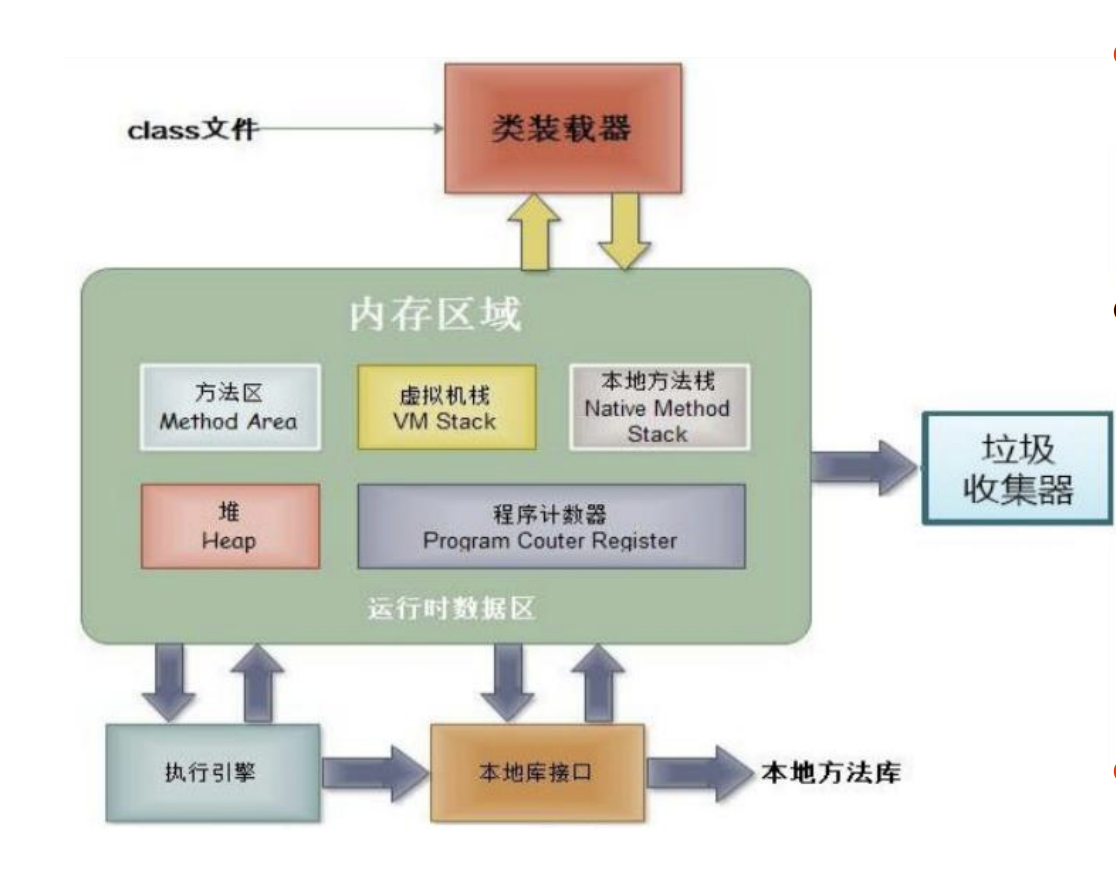 class文件
类装载器
内存区域
方法区
Method Area
虚拟机栈
VM Stack
本地方法栈
Native Method
Stack
堆
Heap
程序计数器
Program Couter Register
运行时数据区
垃圾
收集器
执行引擎
本地库接口
本地方法库